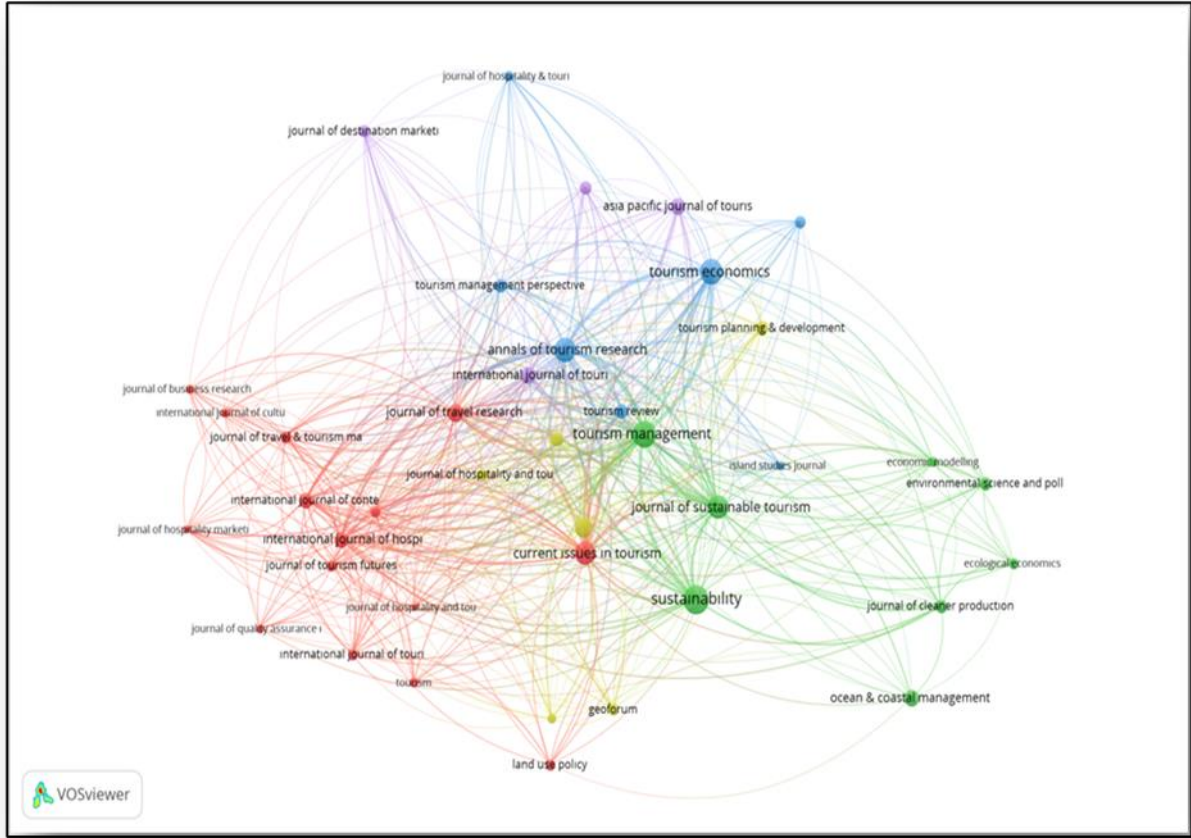 journal of hospitality & touri
journal of destination marketi
asia pacific journal of touris
tourism economics
tourism management perspective
tourism planning & development
annals of tourism research
international journal of touri
journal of business research
international journal of cultu
journal of travel research
tourism review
journal of travel & tourism ma
tourism management
island studies journal
economic modelling
journal of hospitality and tou
environmental science and poll
international journal of conte
journal of sustainable tourism
journal of hospitality marketi
international journal of hospi
current issues in tourism
journal of tourism futures
ecological economics
sustainability
journal of hospitality and tou
journal of cleaner production
journal of quality assurance i
international journal of touri
tourism
ocean & coastal management
geoforum
land use policy
VOSviewer